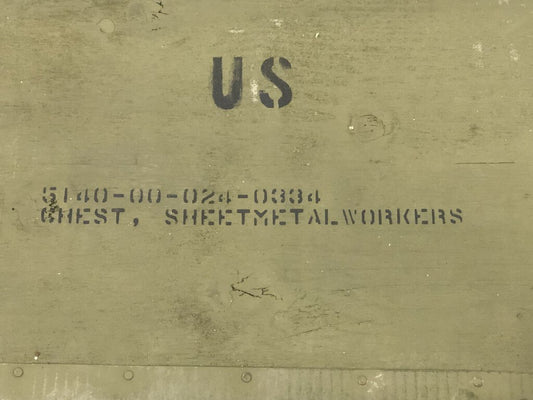 US
5140-00-024-0334
CHEST, SHEETMETALWORKERS